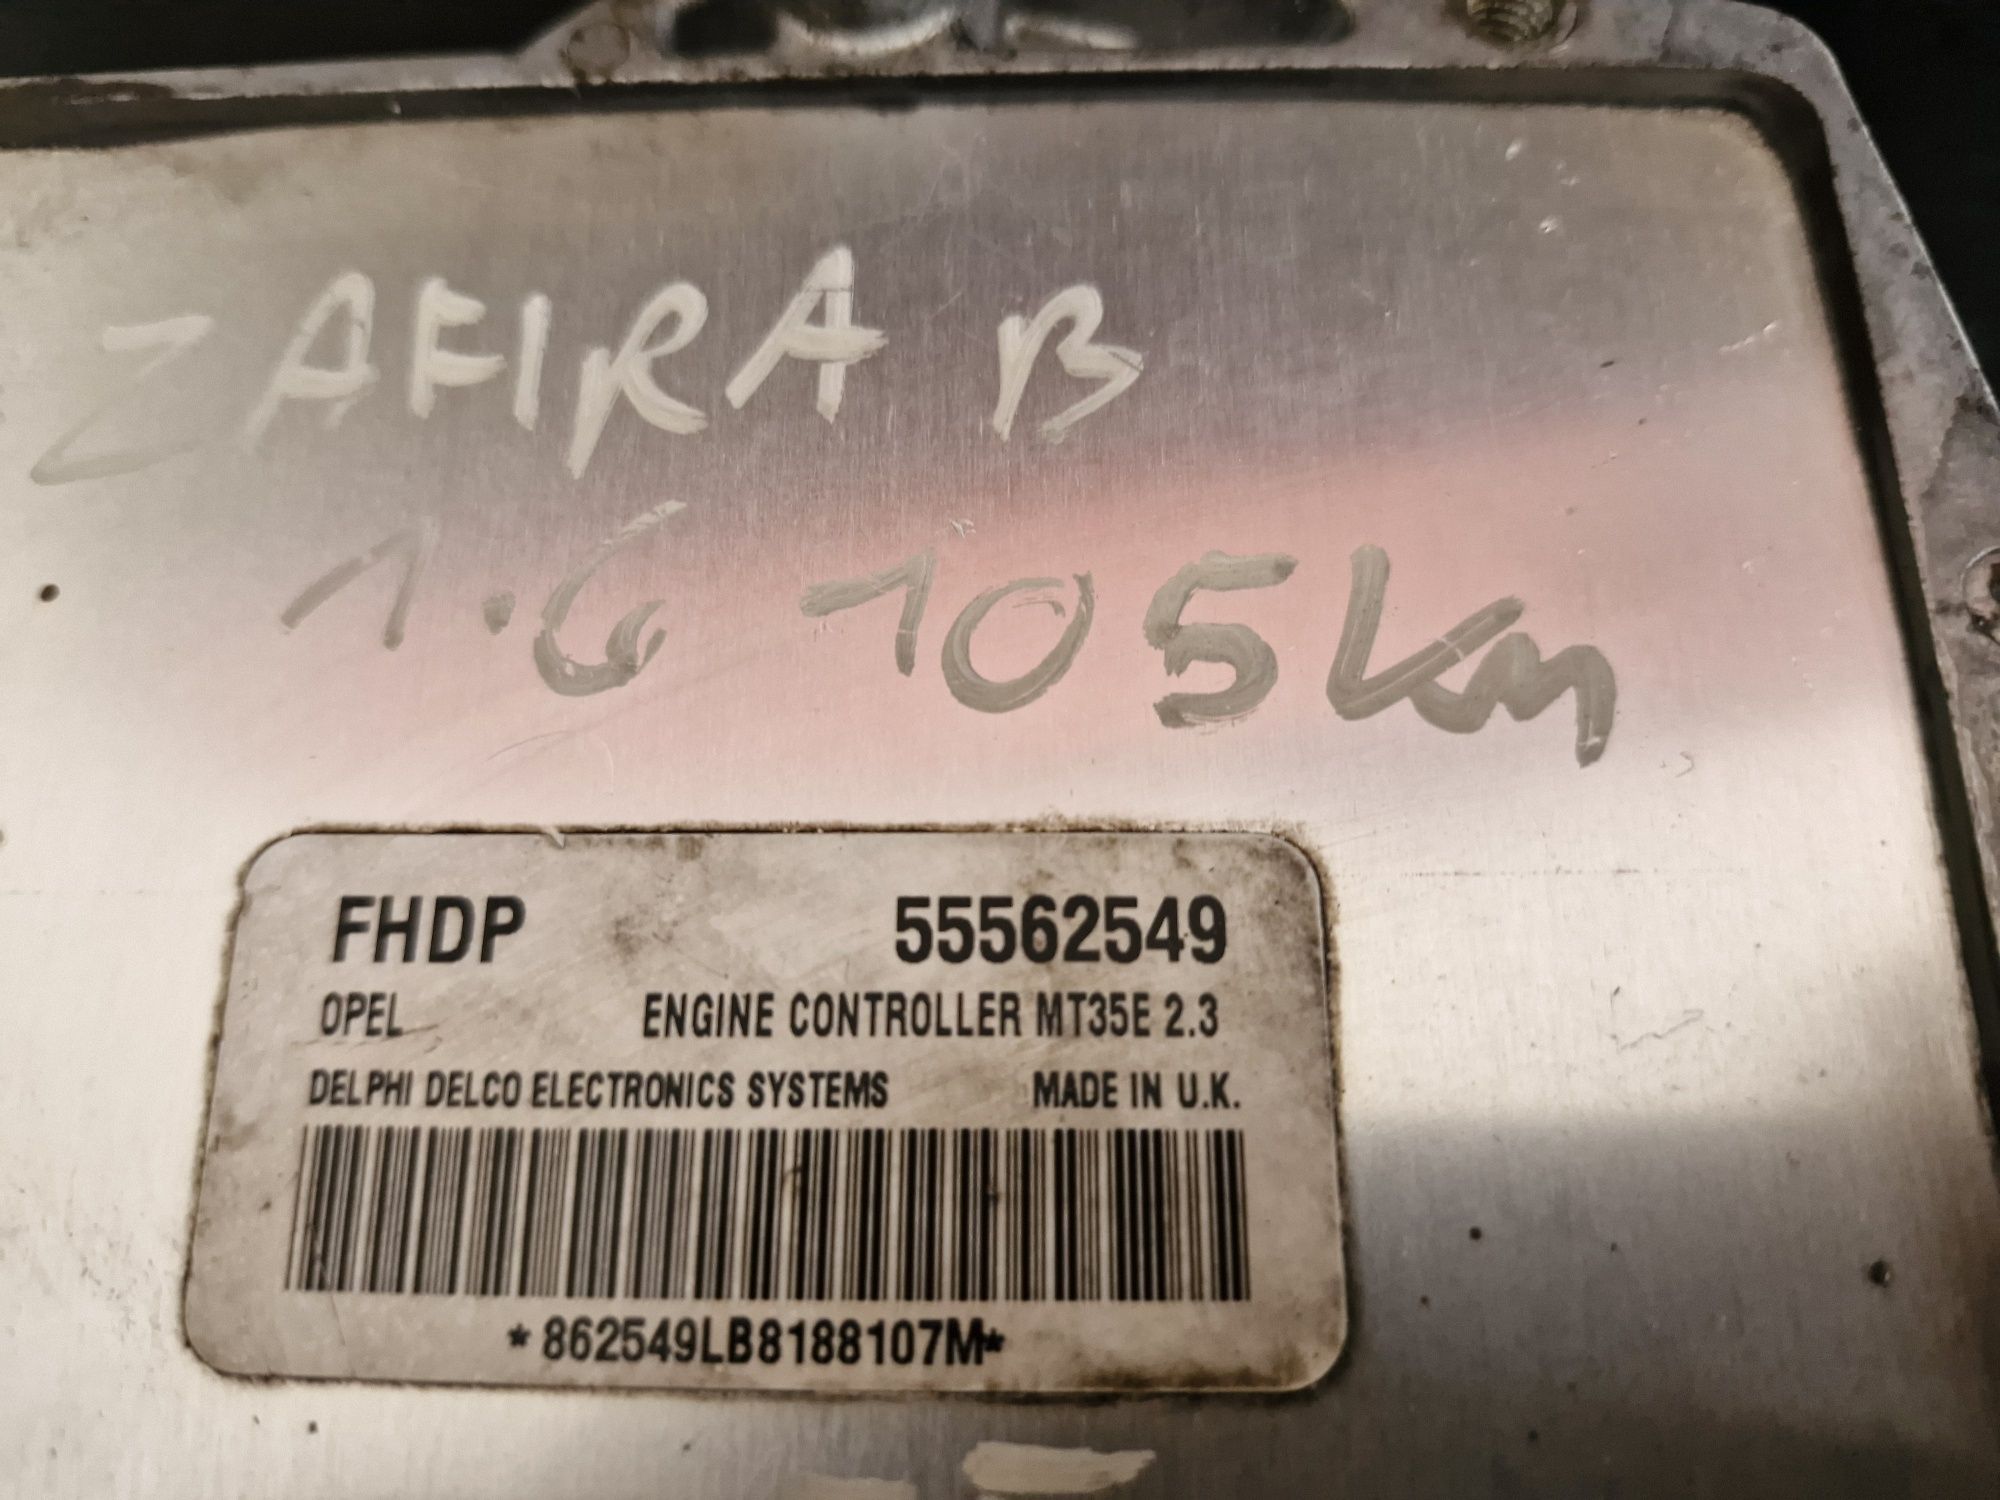 ZAFIRA B
1.6 105Km
FHDP 55562549
OPEL ENGINE CONTROLLER MT35E 2.3
DELPHI DELCO ELECTRONICS SYSTEMS MADE IN U.K.
*862549LB8188107M*